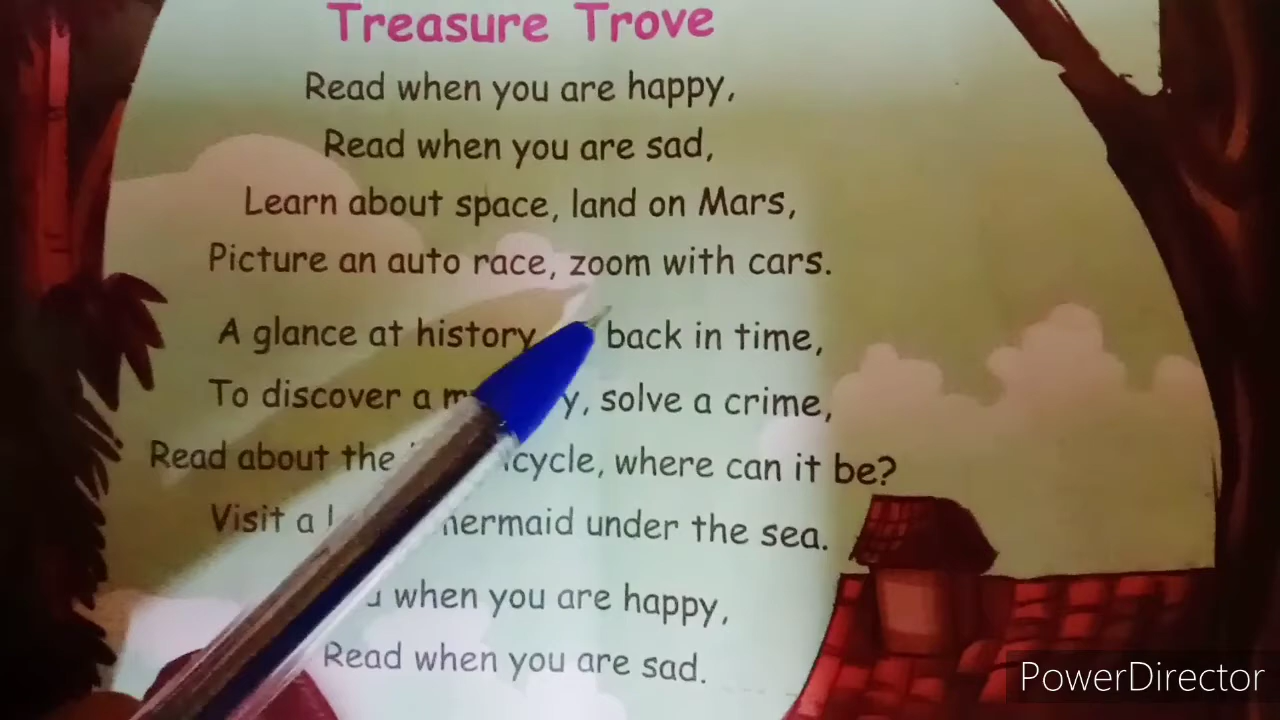 Treasure Trove
Read when you are happy,
Read when you are sad,
Learn about space, land on Mars,
Picture an auto race, zoom with cars.
A glance at history back in time,
To discover a solve a crime,
Read about the where can it be?
Visit a mermaid under the sea.
when you are happy,
Read when you are sad.
PowerDirector